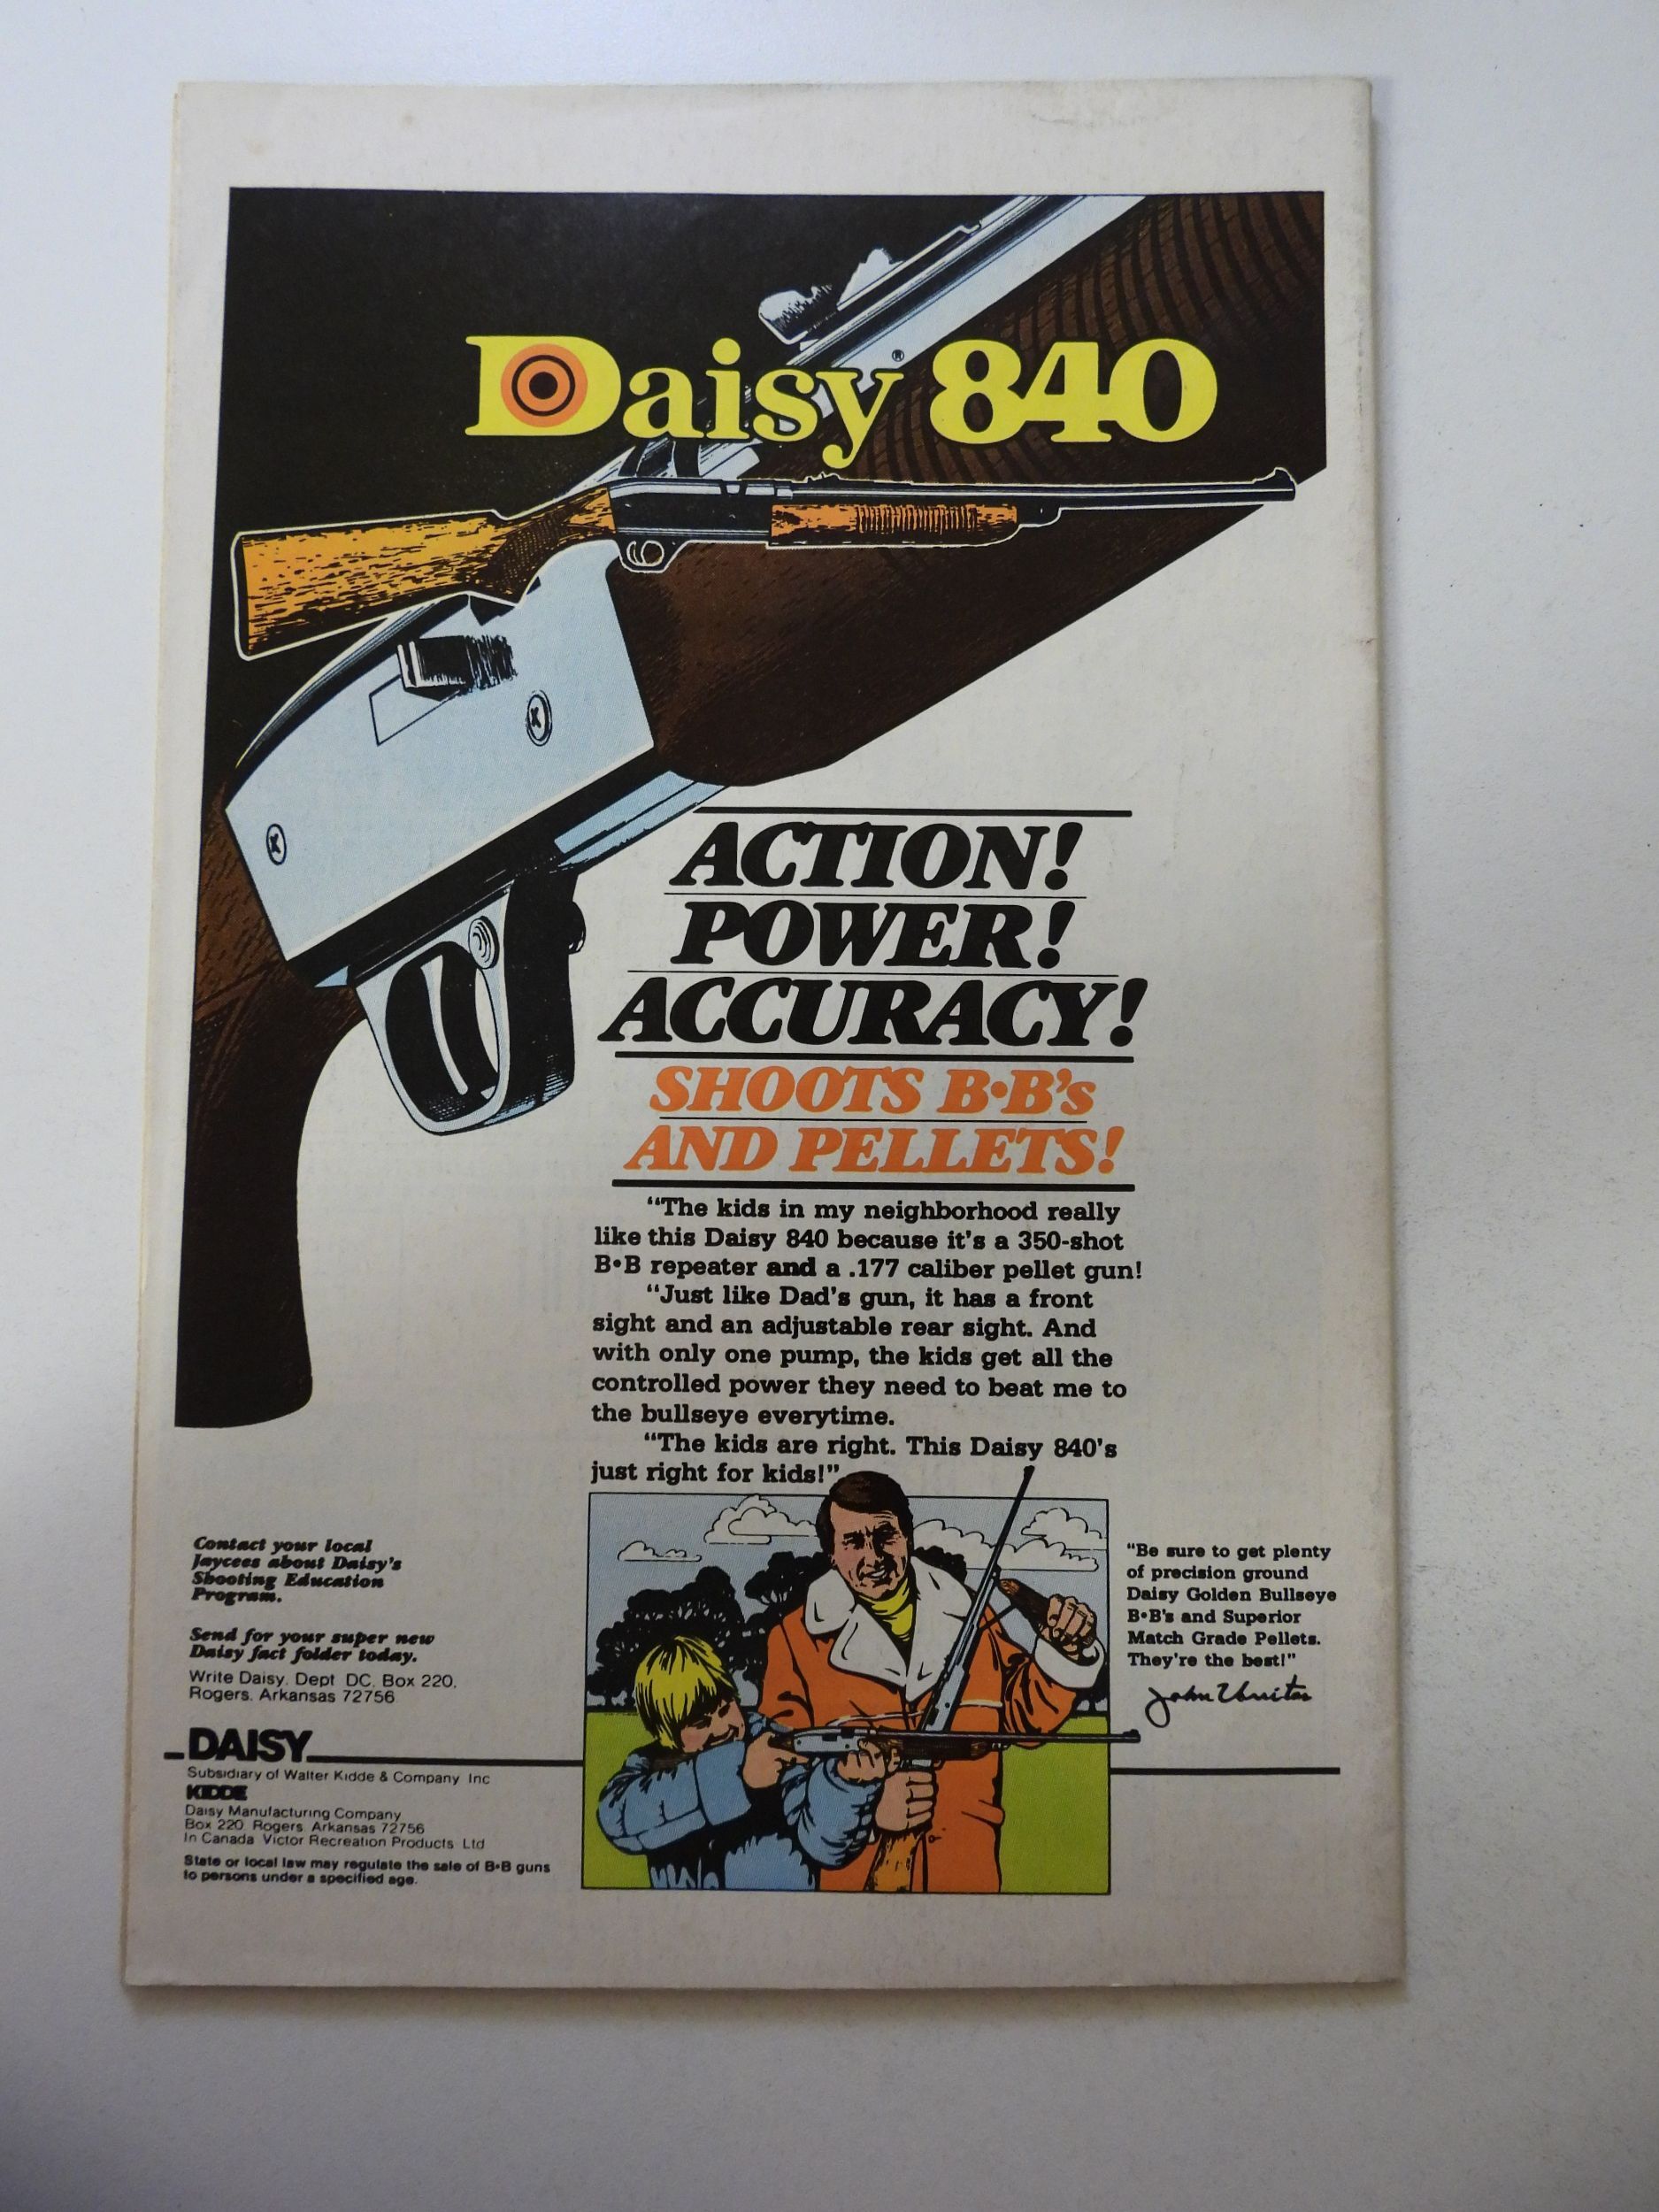 Daisy® 840
ACTION!
POWER!
ACCURACY!
SHOOTS B•B's
AND PELLETS!
"The kids in my neighborhood really
like this Daisy 840 because it's a 350-shot
B•B repeater and a .177 caliber pellet gun!
"Just like Dad's gun, it has a front
sight and an adjustable rear sight. And
with only one pump, the kids get all the
controlled power they need to beat me to
the bullseye everytime.
"The kids are right. This Daisy 840's
just right for kids!"
Contact your local
Jaycees about Daisy's
Shooting Education
Program.
Send for your super new
Daisy fact folder today.
Write Daisy, Dept DC, Box 220,
Rogers, Arkansas 72756
DAISY
Subsidiary of Walter Kidde & Company Inc
KIDDE
Daisy Manufacturing Company
Box 220 Rogers Arkansas 72756
In Canada Victor Recreation Products Ltd
State or local law may regulate the sale of B•B guns
to persons under a specified age.
"Be sure to get plenty
of precision ground
Daisy Golden Bullseye
B•B's and Superior
Match Grade Pellets.
They're the best!"
John Unitas